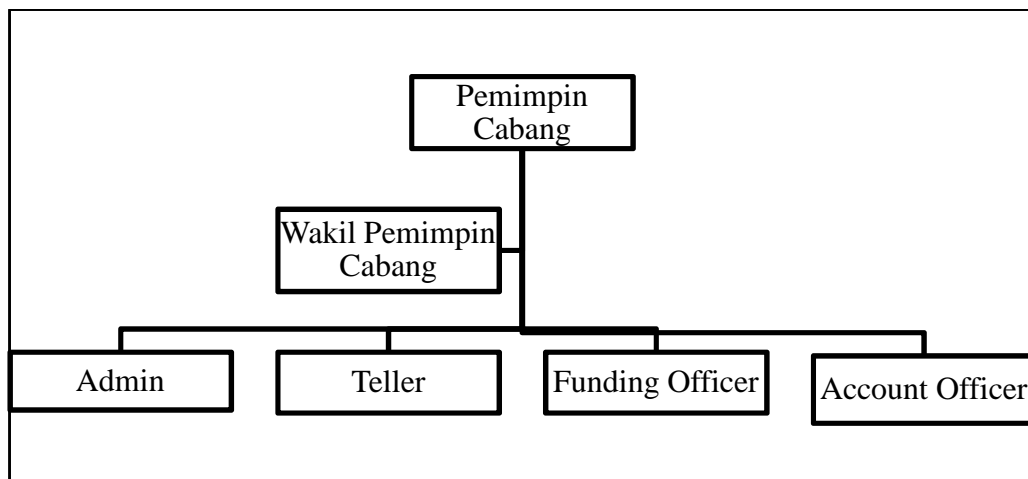 Pemimpin
Cabang
Wakil Pemimpin
Cabang
Admin
Teller
Funding Officer
Account Officer